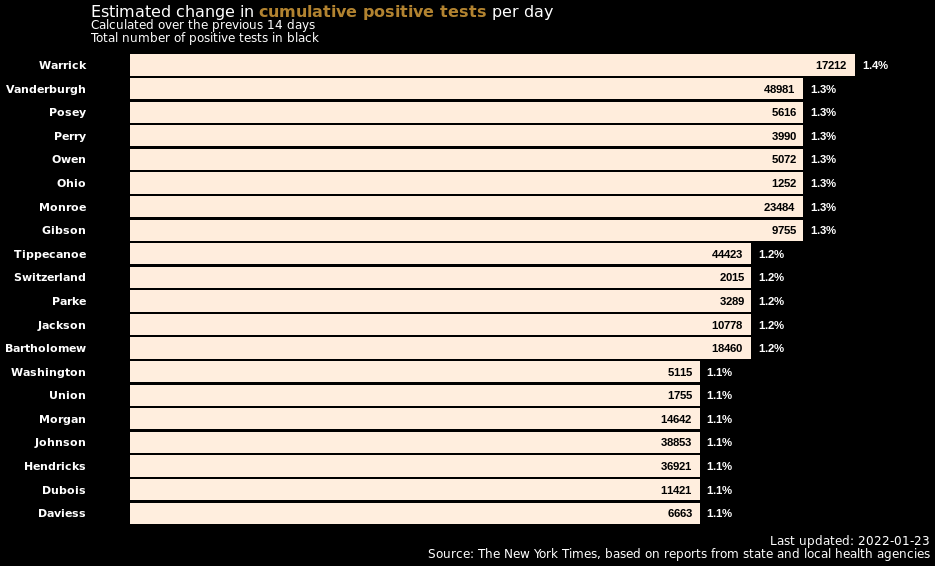 Estimated change in cumulative positive tests per day
Calculated over the previous 14 days
Total number of positive tests in black
Warrick 17212 1.4%
Vanderburgh 48981 1.3%
Posey 5616 1.3%
Perry 3990 1.3%
Owen 5072 1.3%
Ohio 1252 1.3%
Monroe 23484 1.3%
Gibson 9755 1.3%
Tippecanoe 44423 1.2%
Switzerland 2015 1.2%
Parke 3289 1.2%
Jackson 10778 1.2%
Bartholomew 18460 1.2%
Washington 5115 1.1%
Union 1755 1.1%
Morgan 14642 1.1%
Johnson 38853 1.1%
Hendricks 36921 1.1%
Dubois 11421 1.1%
Daviess 6663 1.1%
Last updated: 2022-01-23
Source: The New York Times, based on reports from state and local health agencies